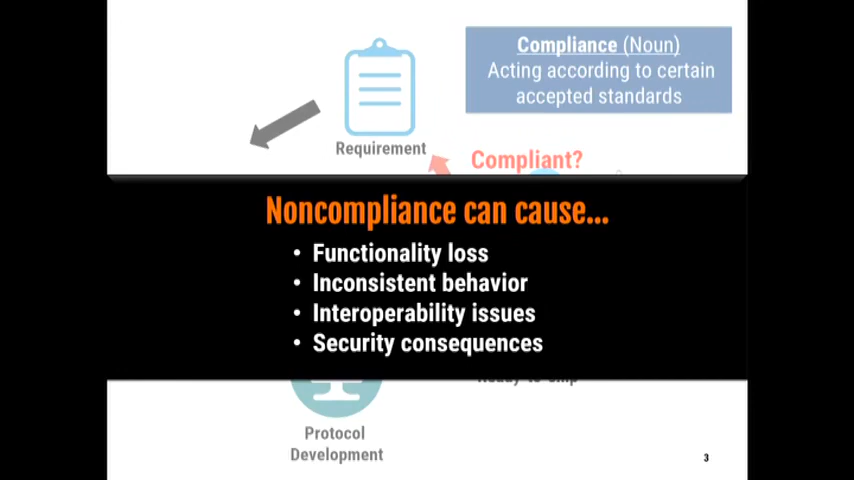 Compliance (Noun)
Acting according to certain
accepted standards
Requirement
Compliant?
Noncompliance can cause...
• Functionality loss
• Inconsistent behavior
• Interoperability issues
• Security consequences
Protocol
Development
3